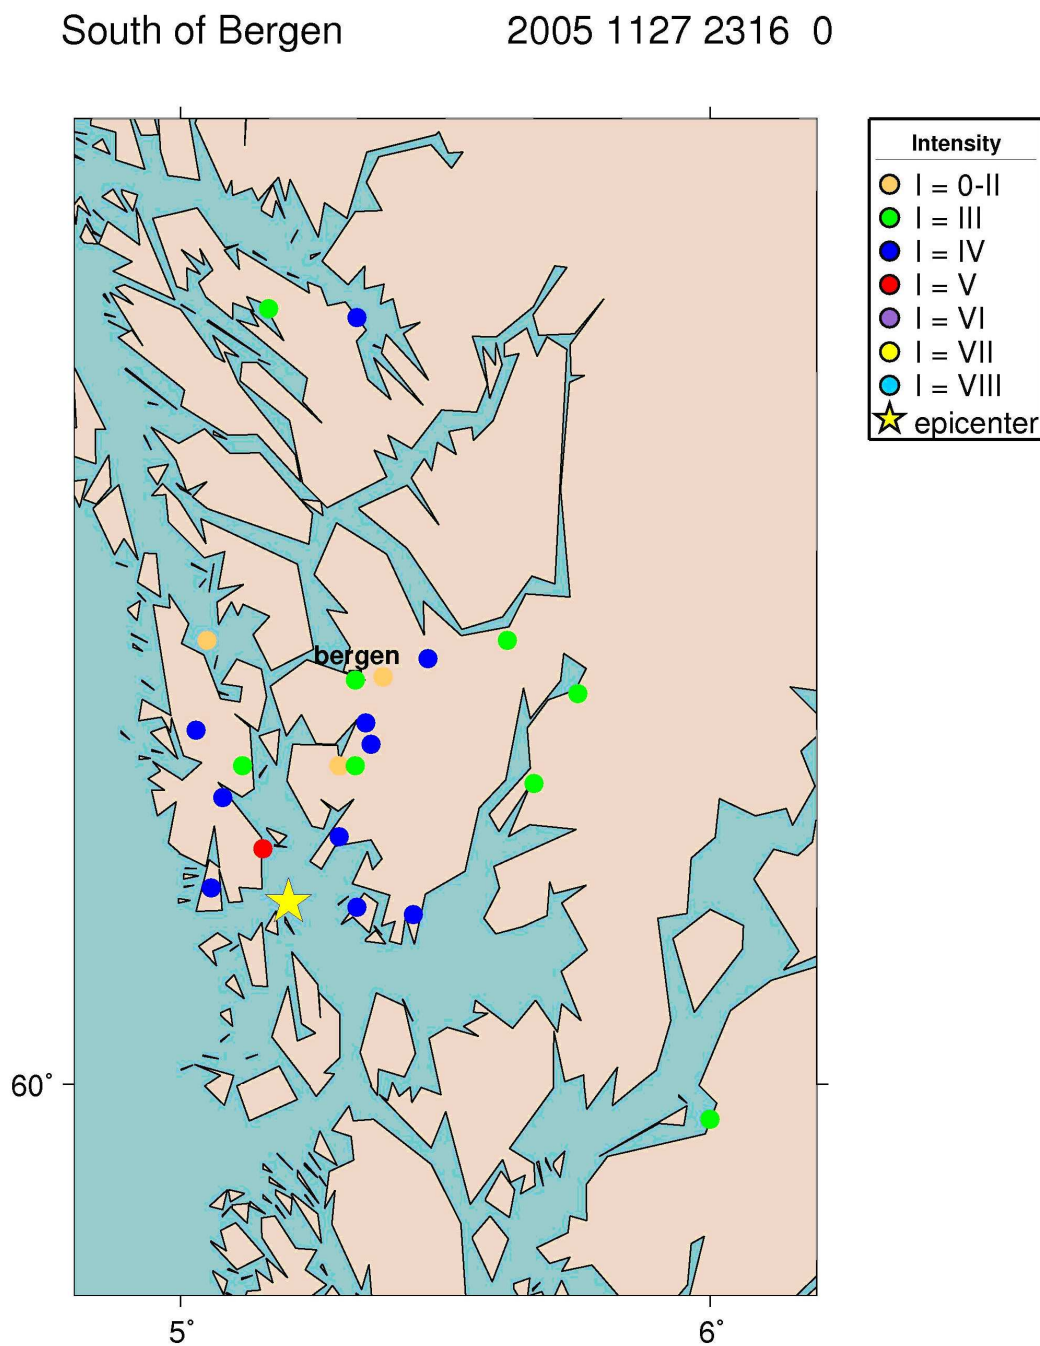 South of Bergen 2005 1127 2316 0
Intensity
I = 0-II
I = III
I = IV
I = V
I = VI
I = VII
I = VIII
epicenter
bergen
60°
5° 6°